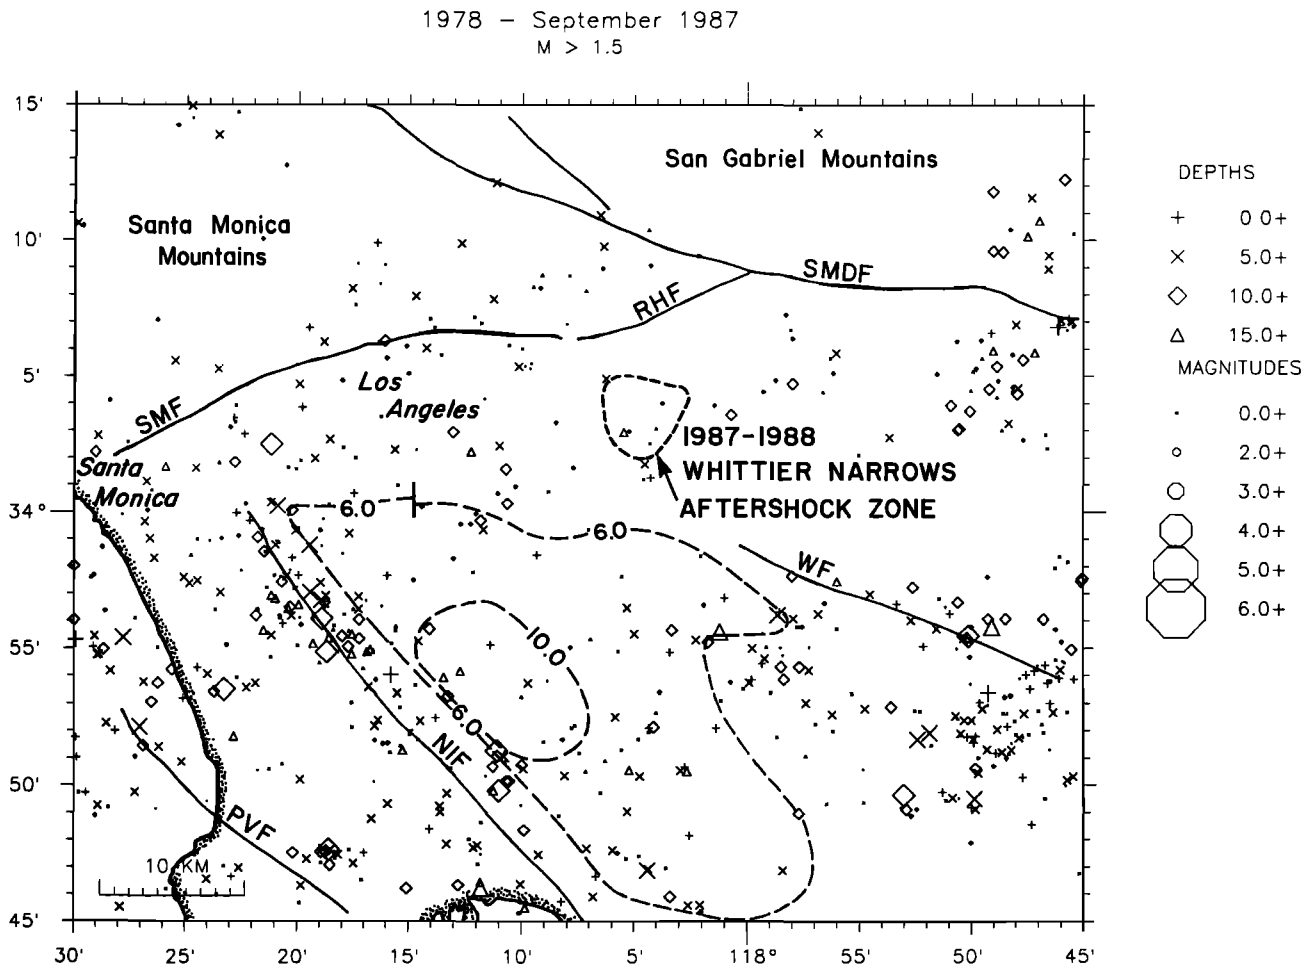 1978 – September 1987
M > 1.5
15'
10'
5'
34°
55'
50'
45'
San Gabriel Mountains
Santa Monica
Mountains
SMDF
RHF
SMF
Los
Angeles
Santa
Monica
1987-1988
WHITTIER NARROWS
AFTERSHOCK ZONE
6.0
6.0
WF
10.0
6.0
NIF
PVF
10 KM
30'
25'
20'
15'
10'
5'
118°
55'
50'
45'
DEPTHS
0.0+
5.0+
10.0+
15.0+
MAGNITUDES
0.0+
2.0+
3.0+
4.0+
5.0+
6.0+